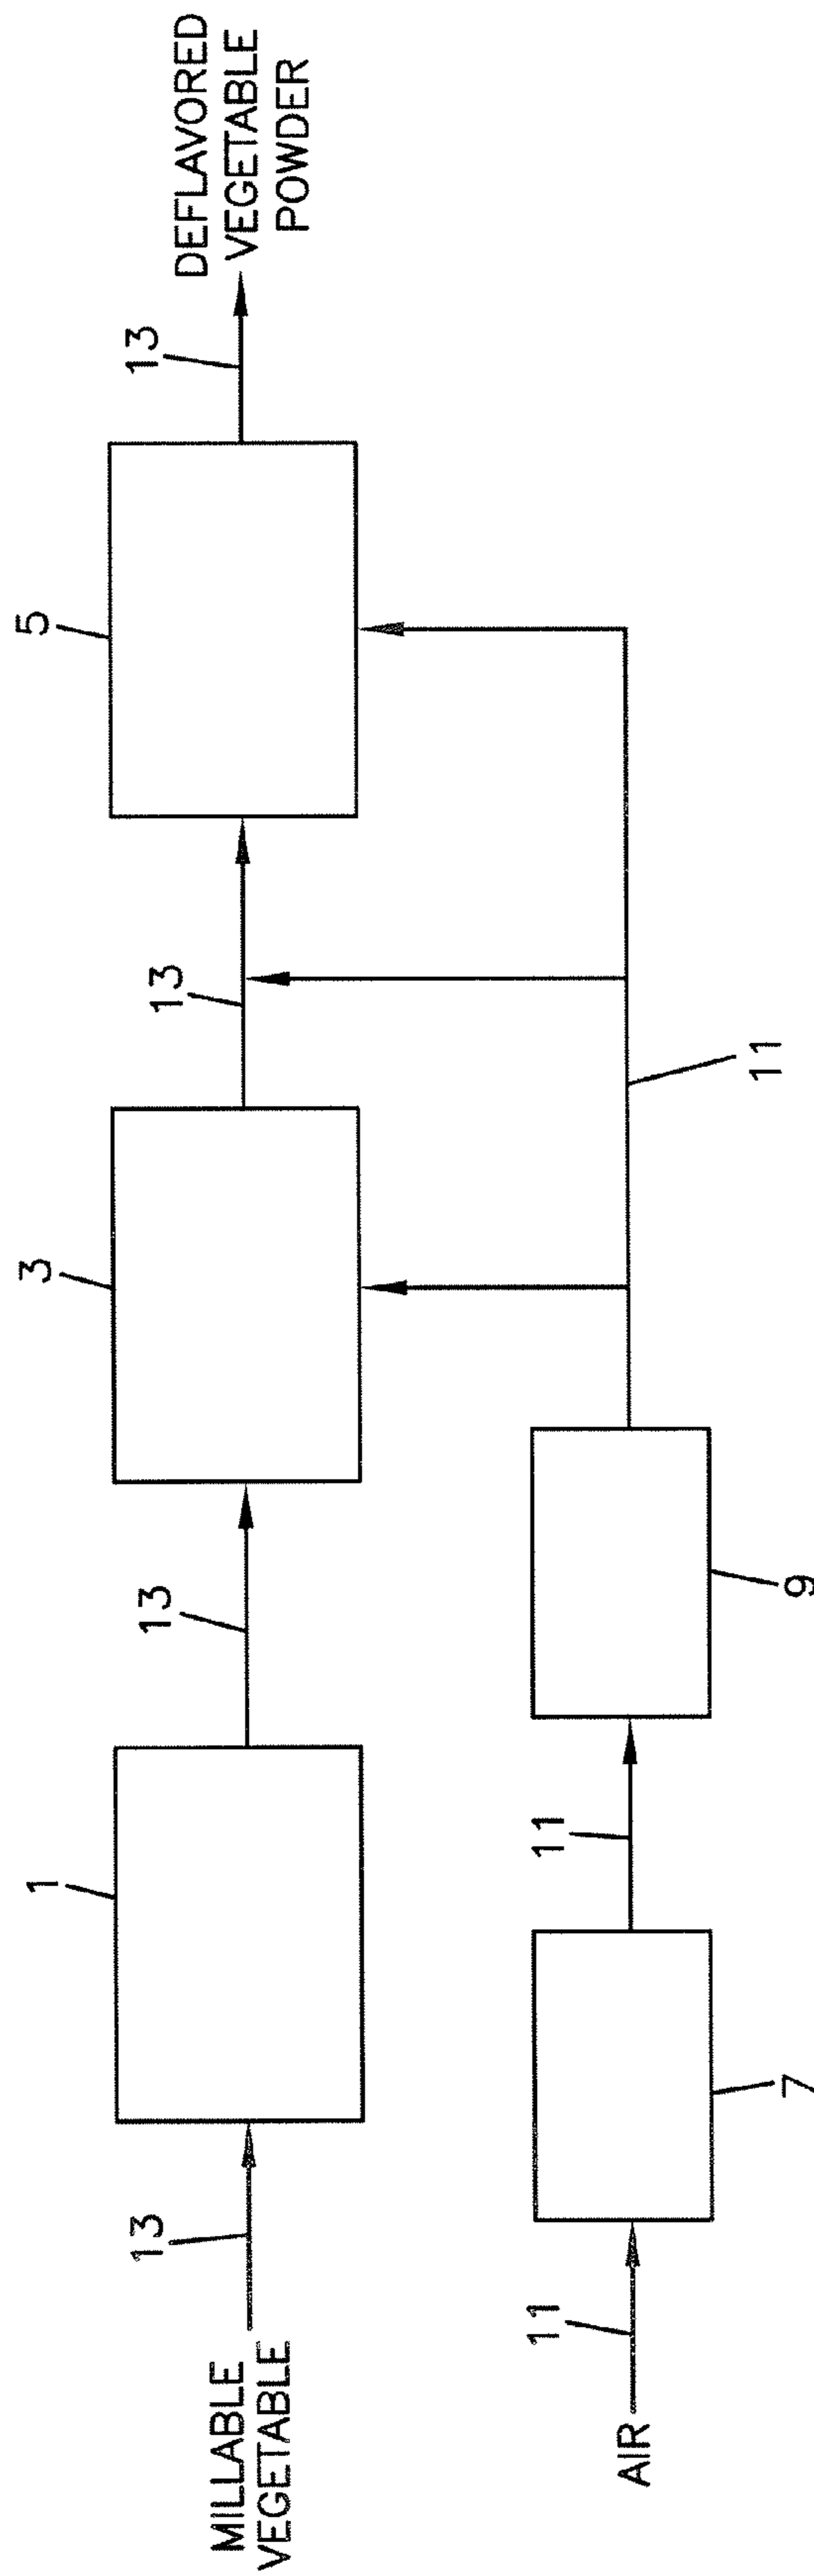 1
3
5
13
13
13
13
MILLABLE
VEGETABLE
DEFLAVORED
VEGETABLE
POWDER
AIR
11
11
11
7
9